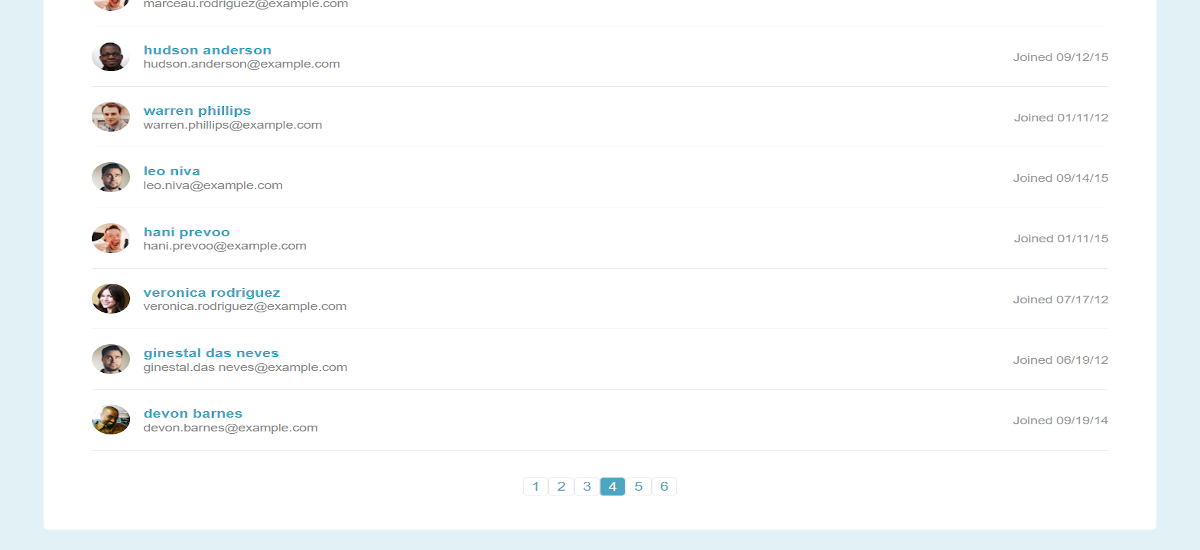 marceau.rodriguez@example.com
hudson anderson
hudson.anderson@example.com
Joined 09/12/15
warren phillips
warren.phillips@example.com
Joined 01/11/12
leo niva
leo.niva@example.com
Joined 09/14/15
hani prevoo
hani.prevoo@example.com
Joined 01/11/15
veronica rodriguez
veronica.rodriguez@example.com
Joined 07/17/12
ginestal das neves
ginestal.das neves@example.com
Joined 06/19/12
devon barnes
devon.barnes@example.com
Joined 09/19/14
1 2 3 4 5 6